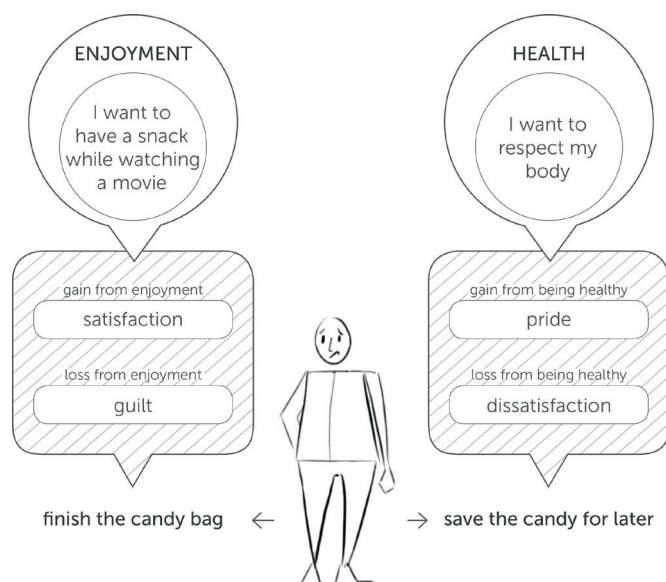 ENJOYMENT
I want to
have a snack
while watching
a movie
gain from enjoyment
satisfaction
loss from enjoyment
guilt
finish the candy bag
HEALTH
I want to
respect my
body
gain from being healthy
pride
loss from being healthy
dissatisfaction
save the candy for later